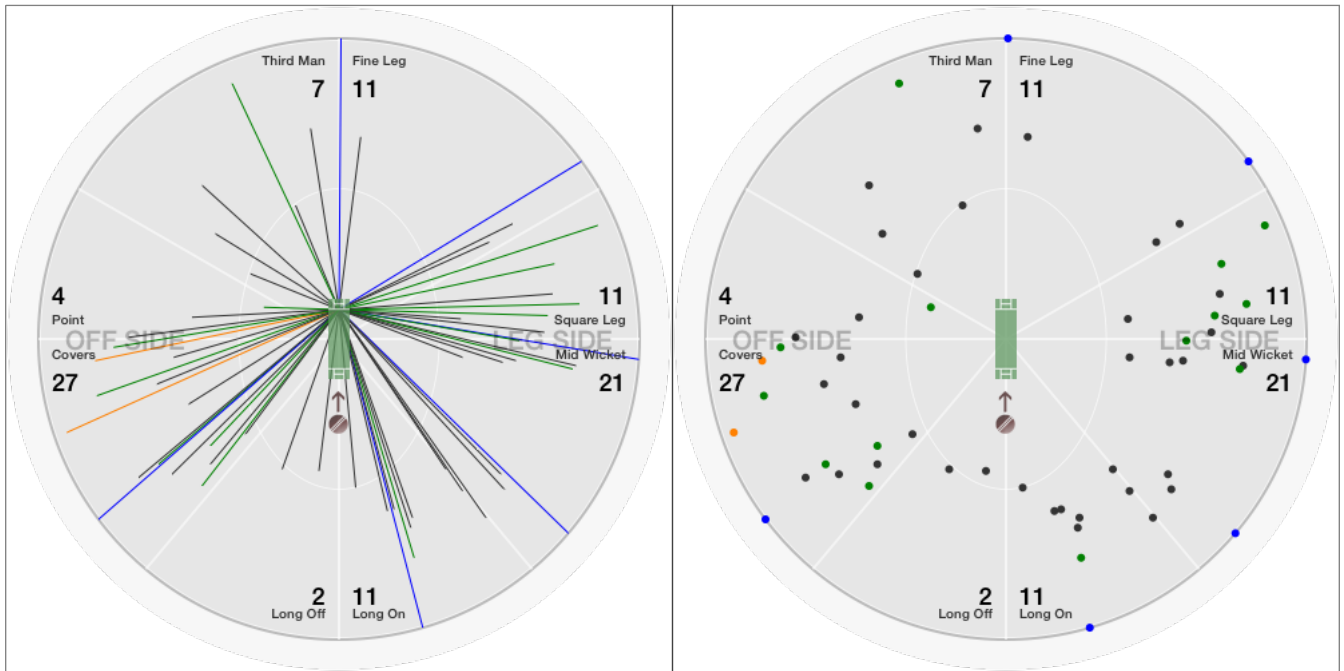 Third Man Fine Leg
7 11
4 11
Point Square Leg
OFF SIDE LEG SIDE
Covers Mid Wicket
27 21
2 11
Long Off Long On
Third Man Fine Leg
7 11
4 11
Point Square Leg
OFF SIDE LEG SIDE
Covers Mid Wicket
27 21
2 11
Long Off Long On